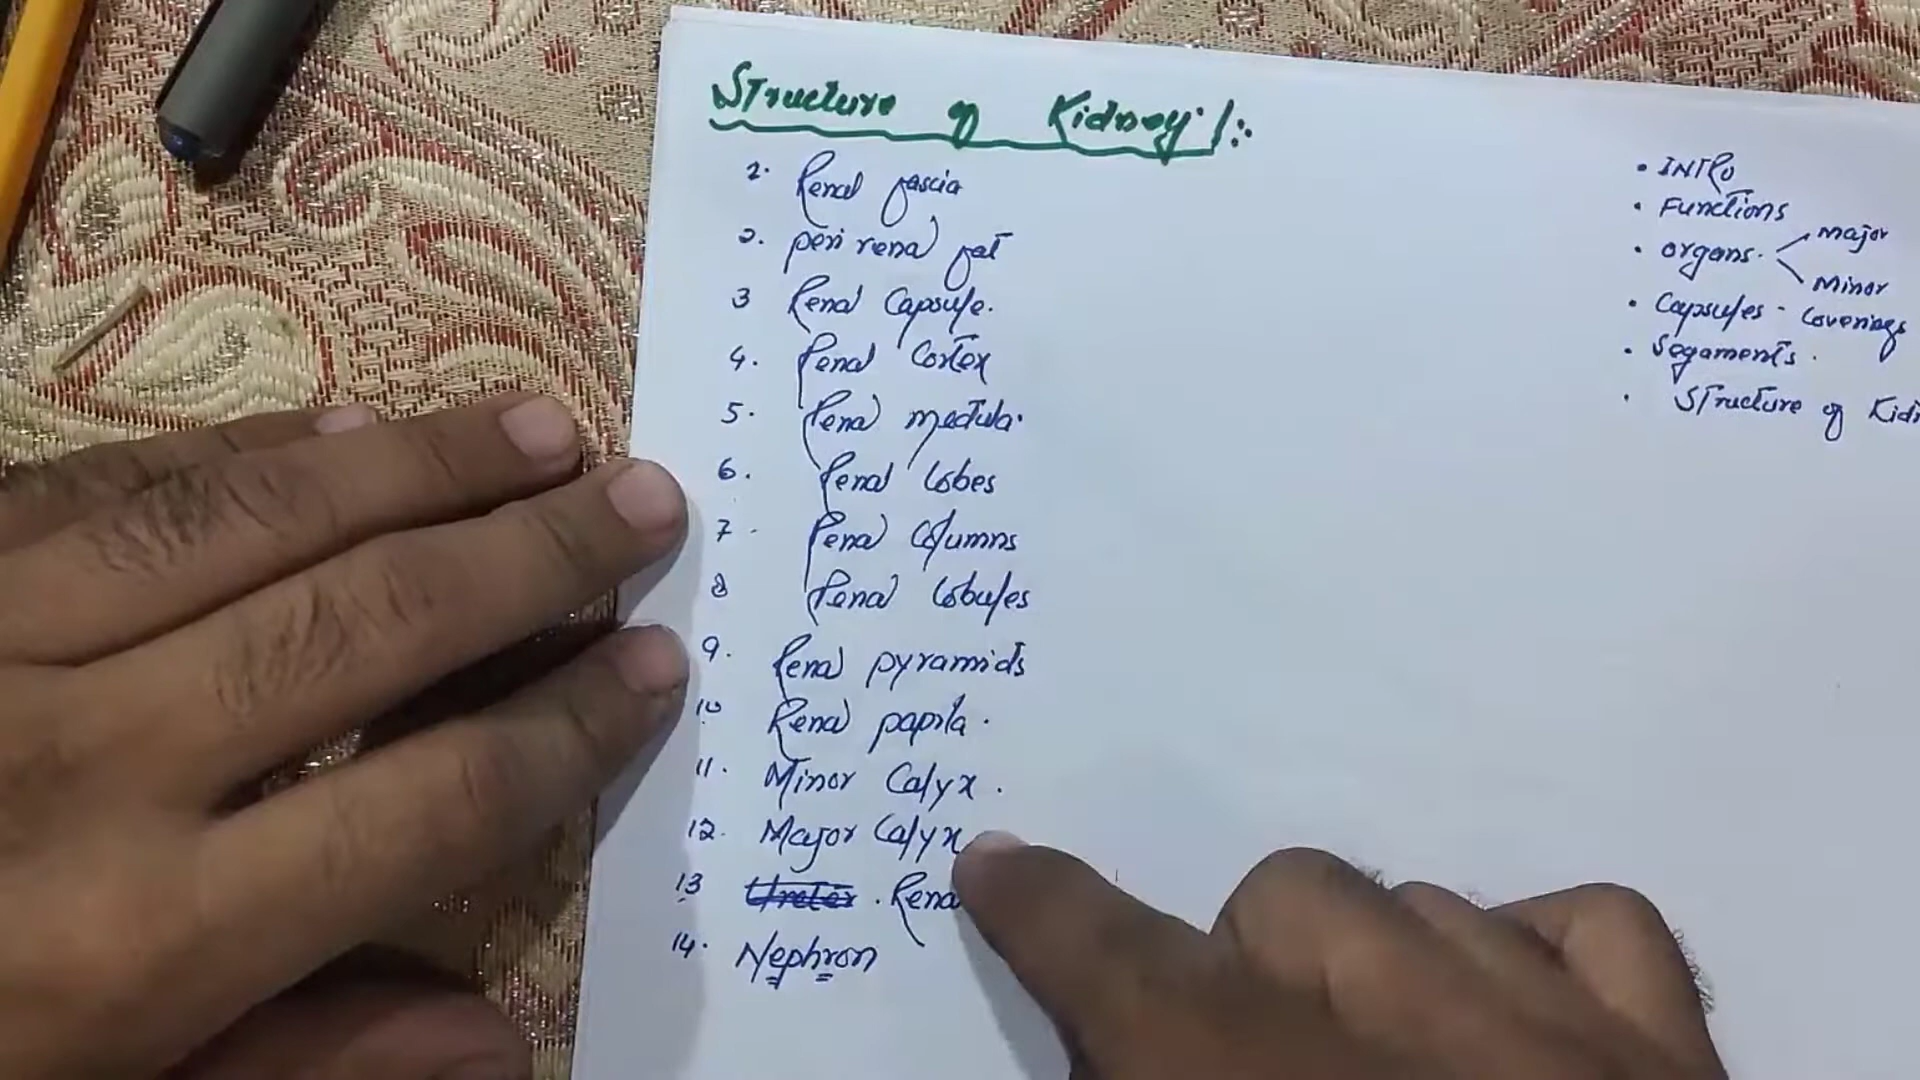 Structure of Kidney :
1. Renal fascia
2. peri renal fat
3 Renal Capsule.
4. Renal Cortex
5. Renal medula.
6. Renal Lobes
7. Renal Columns
8 Renal Lobules
9. Renal pyramids
10 Renal papila.
11. Minor Calyx.
12. Major Calyx
13 Ureter. Rena
14. Nephron
• INTRO
• Functions
• organs. Major
Minor
• Capsules - Coverings
• Segaments.
• Structure of Kid